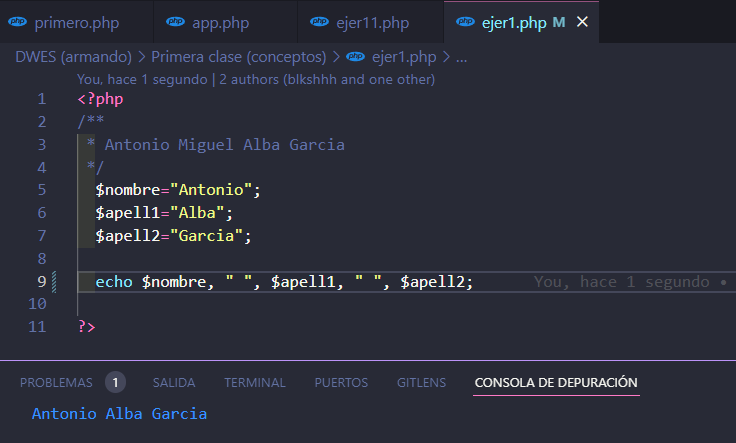 php primero.php php app.php php ejer11.php php ejer1.php M ×
DWES (armando) > Primera clase (conceptos) > php ejer1.php > ...
You, hace 1 segundo | 2 authors (blkshhh and one other)
1 <?php
2 /**
3 * Antonio Miguel Alba Garcia
4 */
5 $nombre="Antonio";
6 $apell1="Alba";
7 $apell2="Garcia";
8
9 echo $nombre, " ", $apell1, " ", $apell2; You, hace 1 segundo •
10
11 ?>
PROBLEMAS 1 SALIDA TERMINAL PUERTOS GITLENS CONSOLA DE DEPURACIÓN
Antonio Alba Garcia